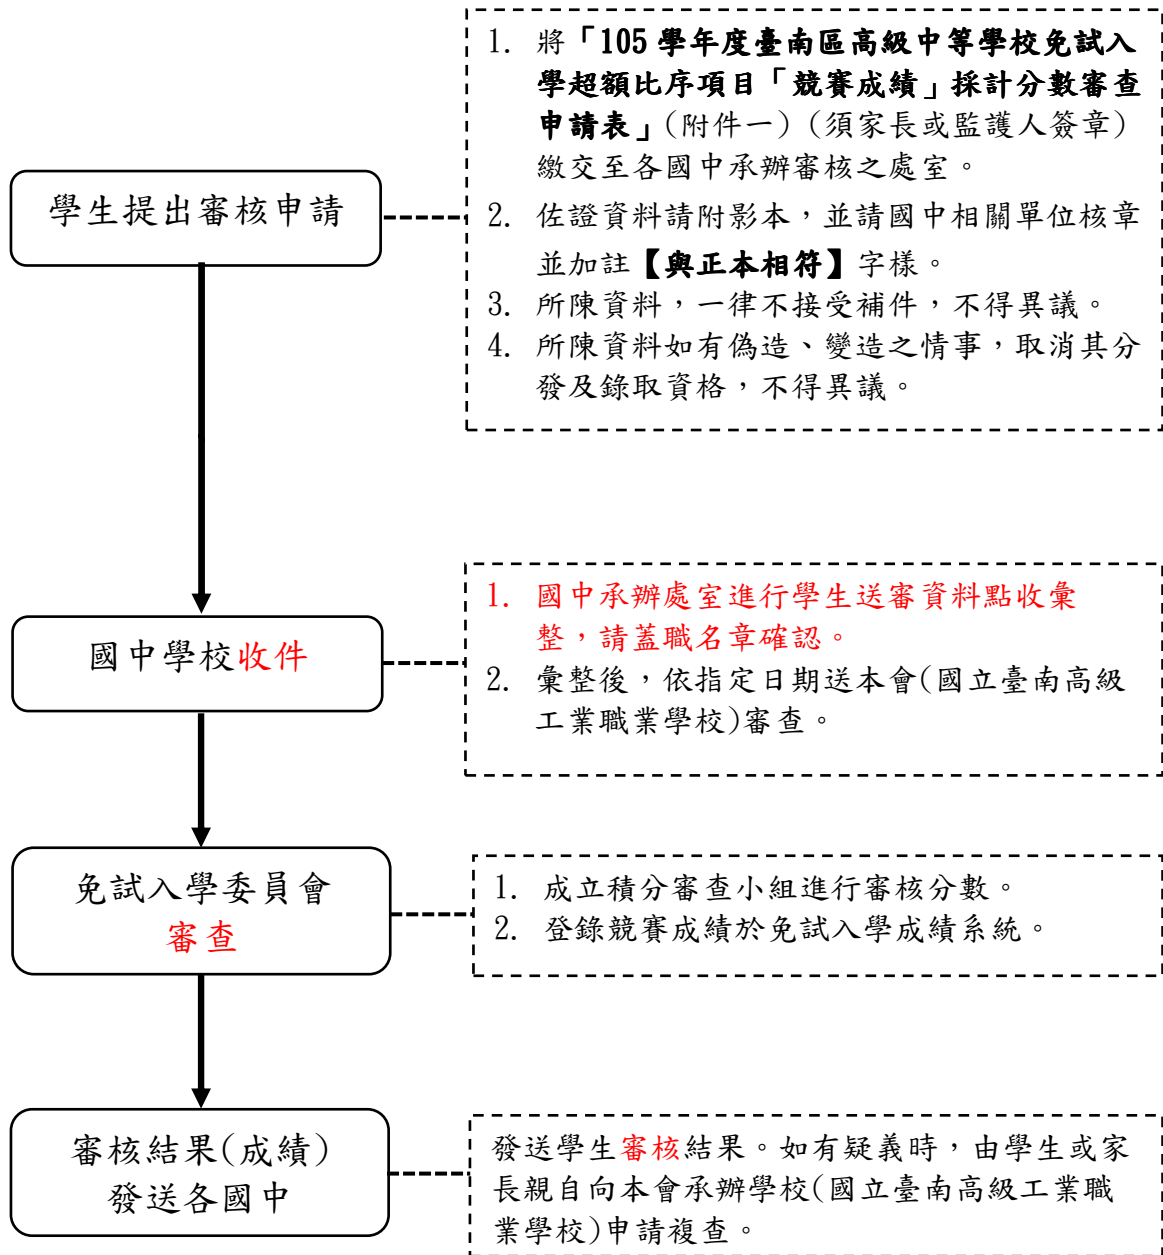 學生提出審核申請
1. 將「105 學年度臺南區高級中等學校免試入
學超額比序項目「競賽成績」採計分數審查
申請表」(附件一) (須家長或監護人簽章)
繳交至各國中承辦審核之處室。
2. 佐證資料請附影本，並請國中相關單位核章
並加註【與正本相符】字樣。
3. 所陳資料，一律不接受補件，不得異議。
4. 所陳資料如有偽造、變造之情事，取消其分
發及錄取資格，不得異議。
國中學校收件
1. 國中承辦處室進行學生送審資料點收彙
整，請蓋職名章確認。
2. 彙整後，依指定日期送本會(國立臺南高級
工業職業學校)審查。
免試入學委員會
審查
1. 成立積分審查小組進行審核分數。
2. 登錄競賽成績於免試入學成績系統。
審核結果(成績)
發送各國中
發送學生審核結果。如有疑義時，由學生或家
長親自向本會承辦學校(國立臺南高級工業職
業學校)申請複查。